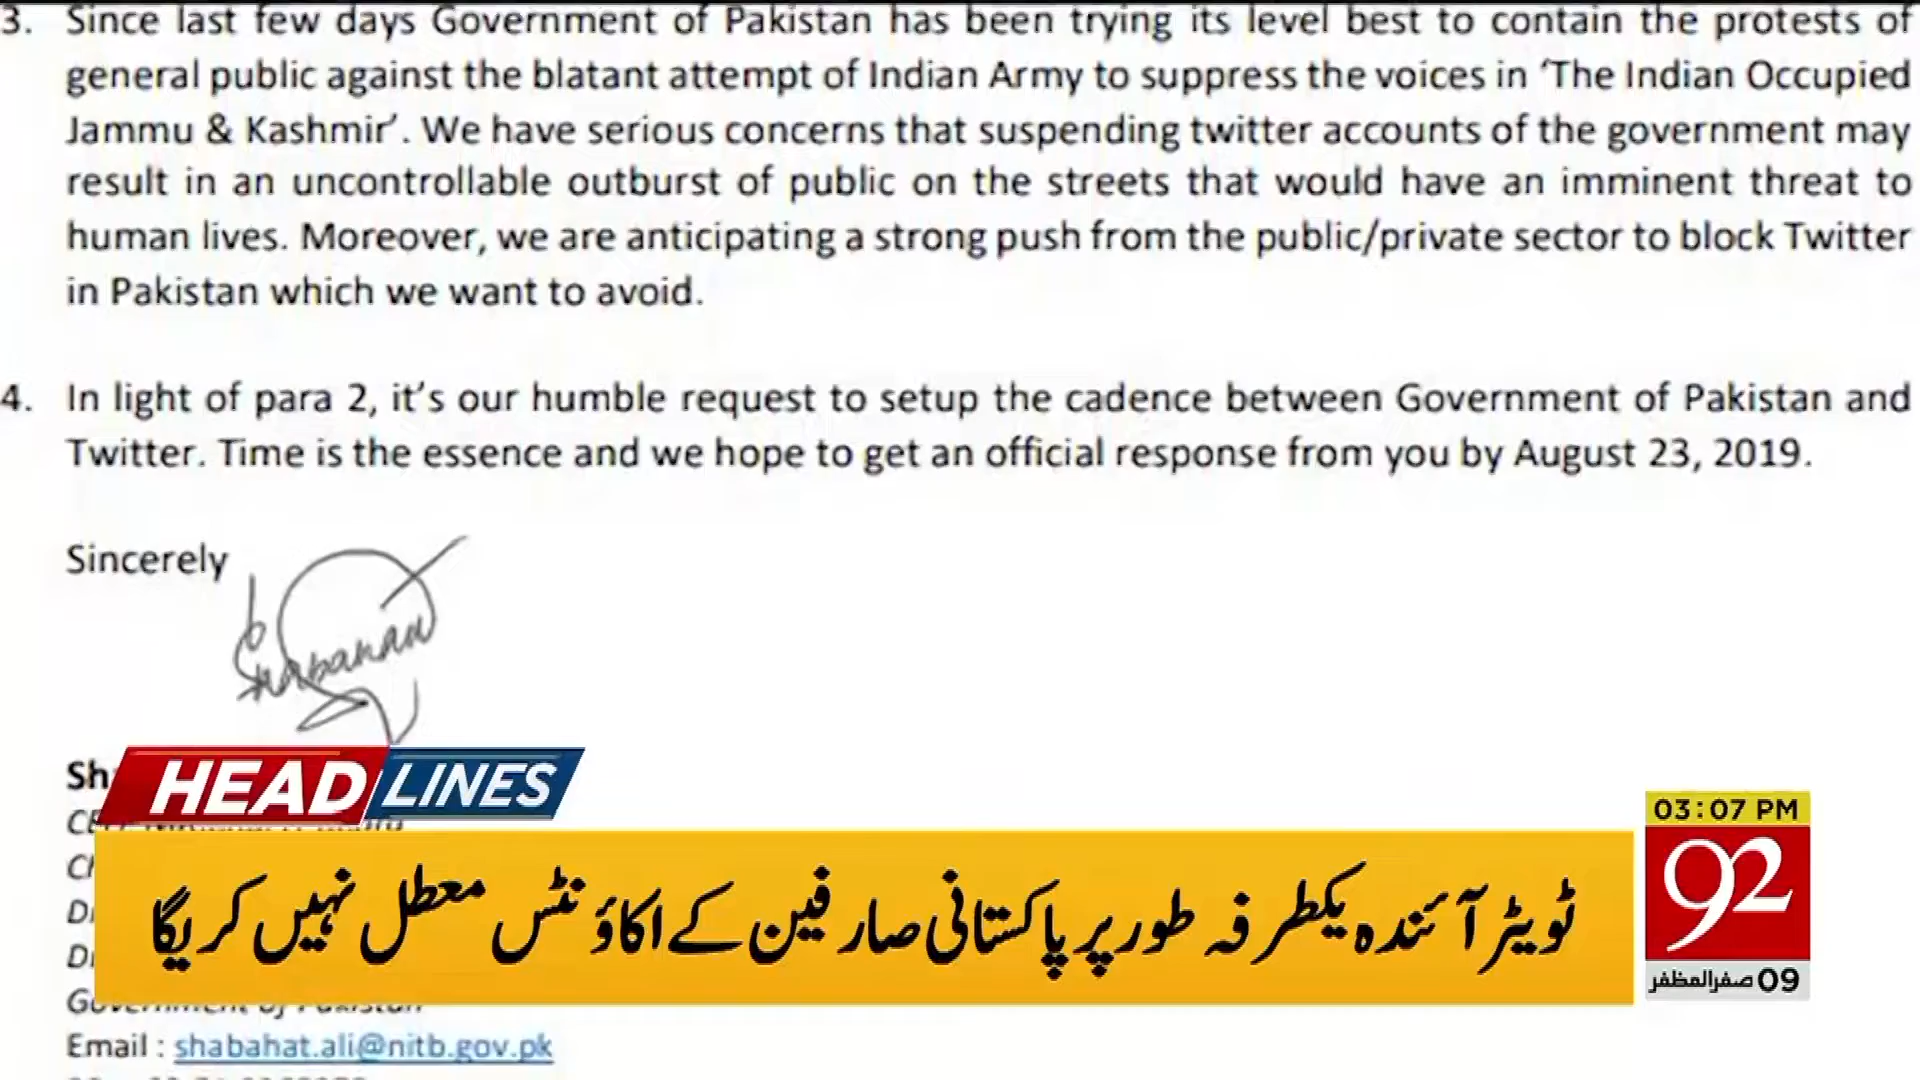 3. Since last few days Government of Pakistan has been trying its level best to contain the protests of
general public against the blatant attempt of Indian Army to suppress the voices in ‘The Indian Occupied
Jammu & Kashmir’. We have serious concerns that suspending twitter accounts of the government may
result in an uncontrollable outburst of public on the streets that would have an imminent threat to
human lives. Moreover, we are anticipating a strong push from the public/private sector to block Twitter
in Pakistan which we want to avoid.
4. In light of para 2, it’s our humble request to setup the cadence between Government of Pakistan and
Twitter. Time is the essence and we hope to get an official response from you by August 23, 2019.
Sincerely
HEADLINES
03:07 PM
92
ٹویٹر آئندہ یکطرفہ طور پر پاکستانی صارفین کے اکاؤنٹس معطل نہیں کریگا
09 صفرالمظفر
Government of Pakistan
Email : shabahat.ali@nitb.gov.pk